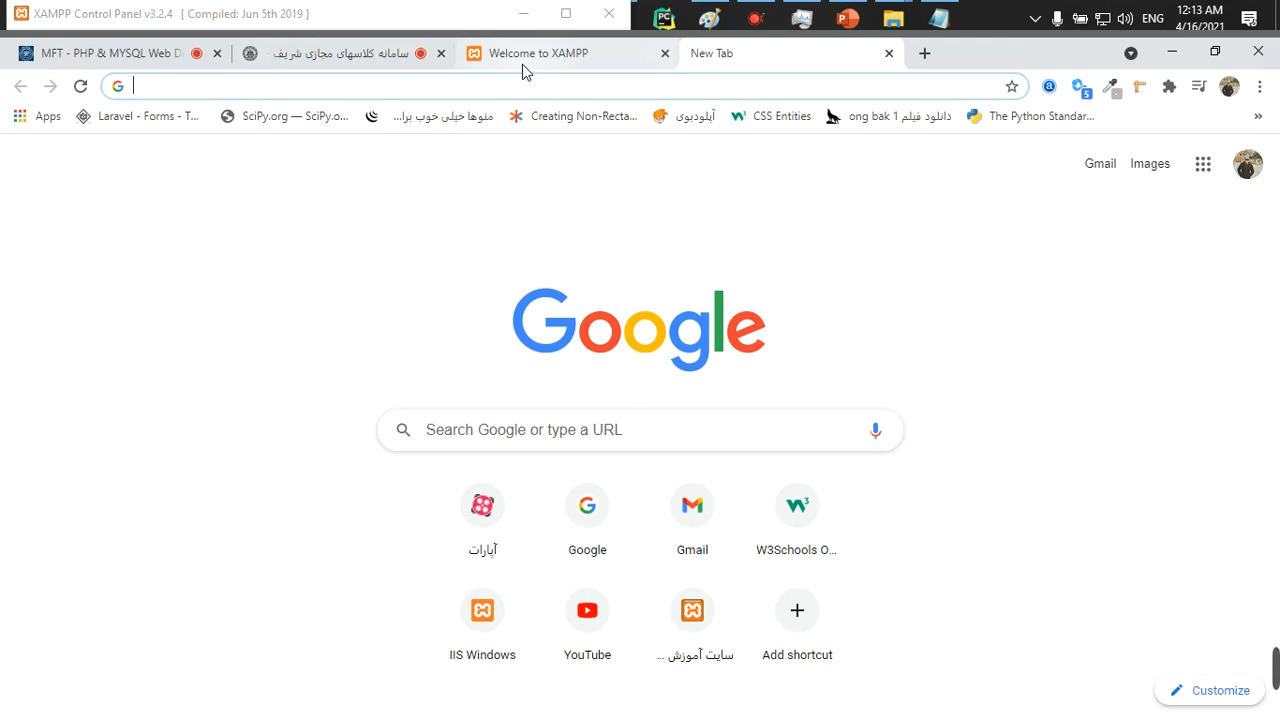 XAMPP Control Panel v3.2.4 [ Compiled: Jun 5th 2019 ]
12:13 AM
ENG
4/16/2021
MFT - PHP & MYSQL Web D
سامانه کلاسهای مجازی شریف -
Welcome to XAMPP
New Tab
Apps
Laravel - Forms - T...
SciPy.org — SciPy.o...
منوها خیلی خوب برا...
Creating Non-Recta...
آپلودبوی
CSS Entities
دانلود فیلم ong bak 1
The Python Standar...
Gmail
Images
Google
Search Google or type a URL
آپارات
Google
Gmail
W3Schools O...
IIS Windows
YouTube
سایت آموزش ...
Add shortcut
Customize